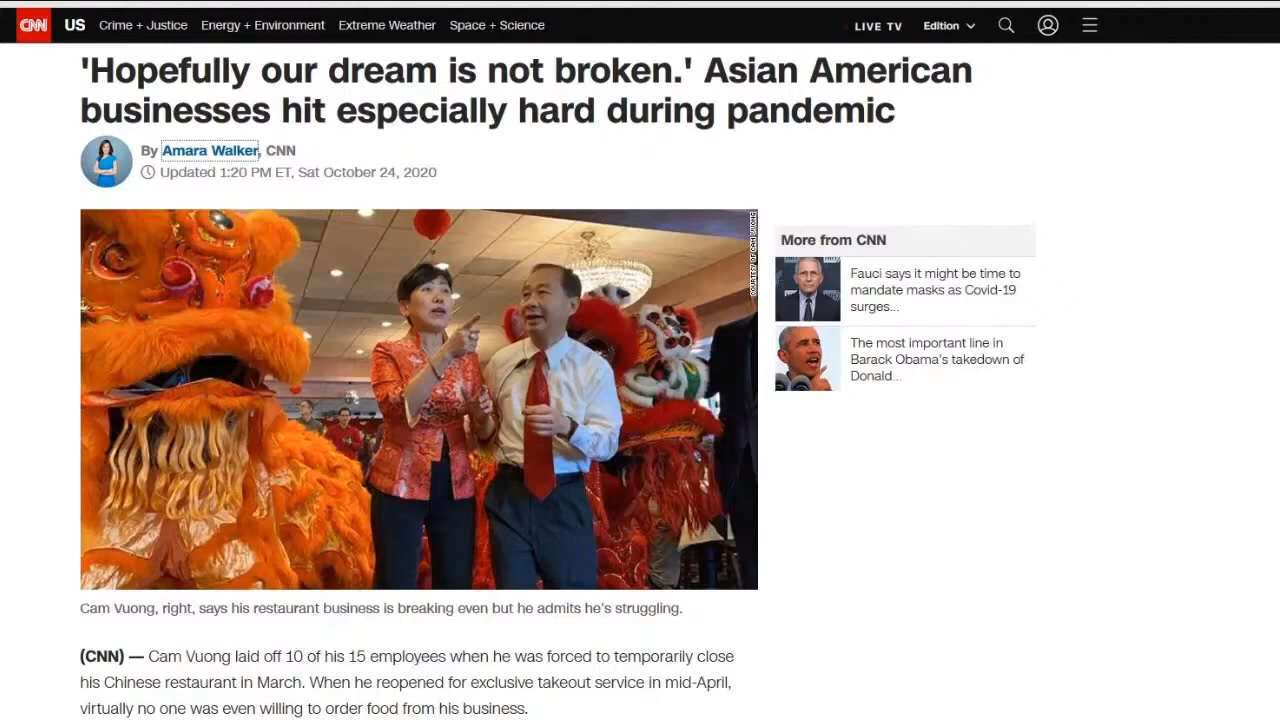 CNN US Crime + Justice Energy + Environment Extreme Weather Space + Science LIVE TV Edition
'Hopefully our dream is not broken.' Asian American
businesses hit especially hard during pandemic
By Amara Walker, CNN
Updated 1:20 PM ET, Sat October 24, 2020
COURTESY OF CAM VUONG
Cam Vuong, right, says his restaurant business is breaking even but he admits he's struggling.
(CNN) — Cam Vuong laid off 10 of his 15 employees when he was forced to temporarily close
his Chinese restaurant in March. When he reopened for exclusive takeout service in mid-April,
virtually no one was even willing to order food from his business.
More from CNN
Fauci says it might be time to
mandate masks as Covid-19
surges...
The most important line in
Barack Obama's takedown of
Donald...